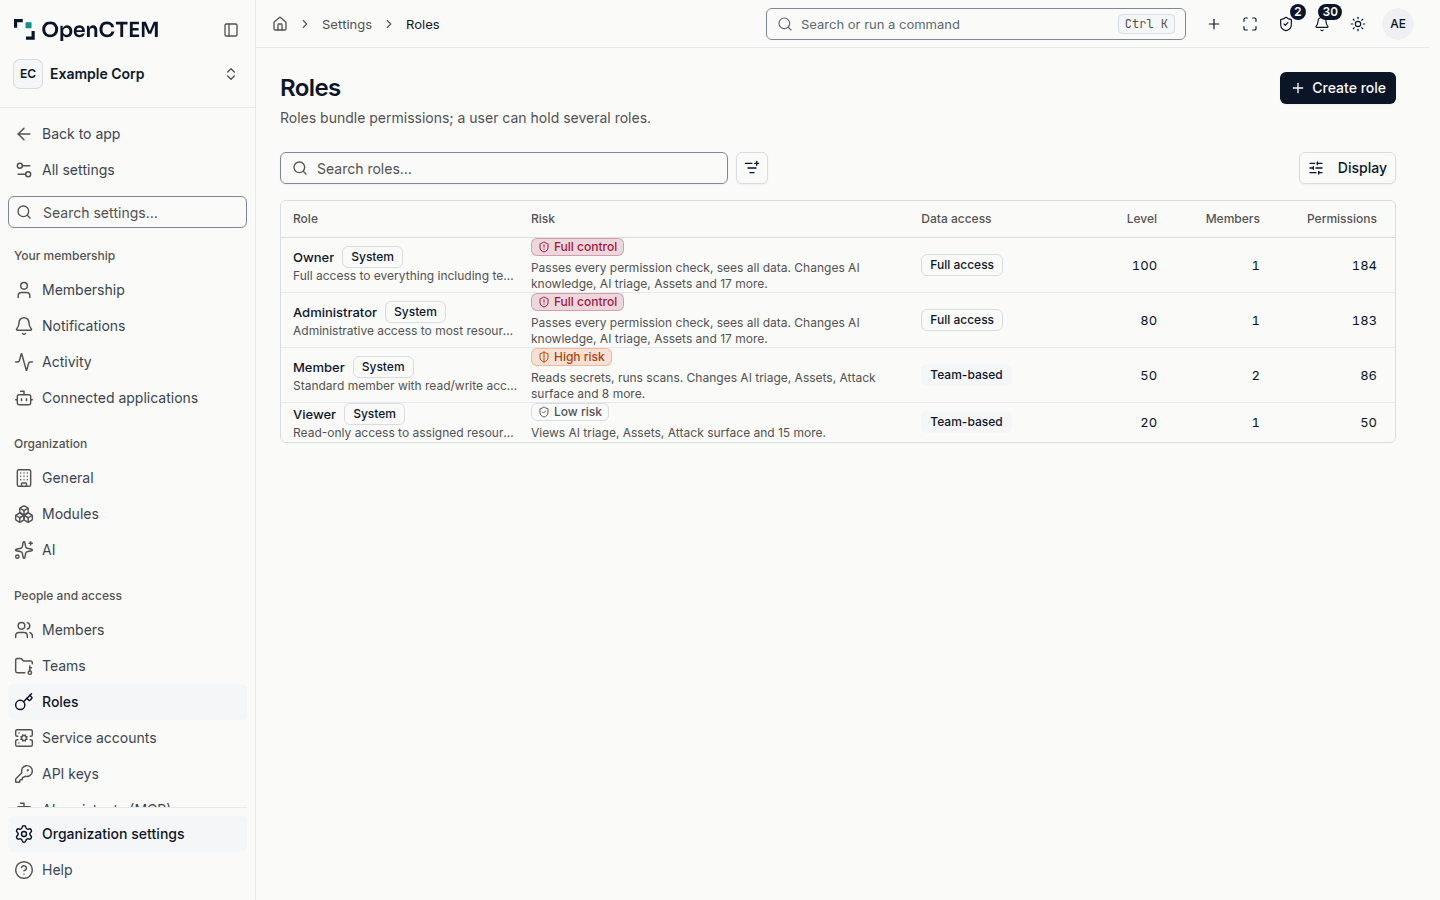 OpenCTEM
EC Example Corp
Back to app
All settings
Search settings...
Your membership
Membership
Notifications
Activity
Connected applications
Organization
General
Modules
AI
People and access
Members
Teams
Roles
Service accounts
API keys
Organization settings
Help
Settings Roles
Search or run a command Ctrl K
2
30
AE
Roles
Create role
Roles bundle permissions; a user can hold several roles.
Search roles...
Display
Role Risk Data access Level Members Permissions
Owner System
Full access to everything including te...
Full control
Passes every permission check, sees all data. Changes AI
knowledge, AI triage, Assets and 17 more.
Full access 100 1 184
Administrator System
Administrative access to most resour...
Full control
Passes every permission check, sees all data. Changes AI
knowledge, AI triage, Assets and 17 more.
Full access 80 1 183
Member System
Standard member with read/write acc...
High risk
Reads secrets, runs scans. Changes AI triage, Assets, Attack
surface and 8 more.
Team-based 50 2 86
Viewer System
Read-only access to assigned resour...
Low risk
Views AI triage, Assets, Attack surface and 15 more.
Team-based 20 1 50